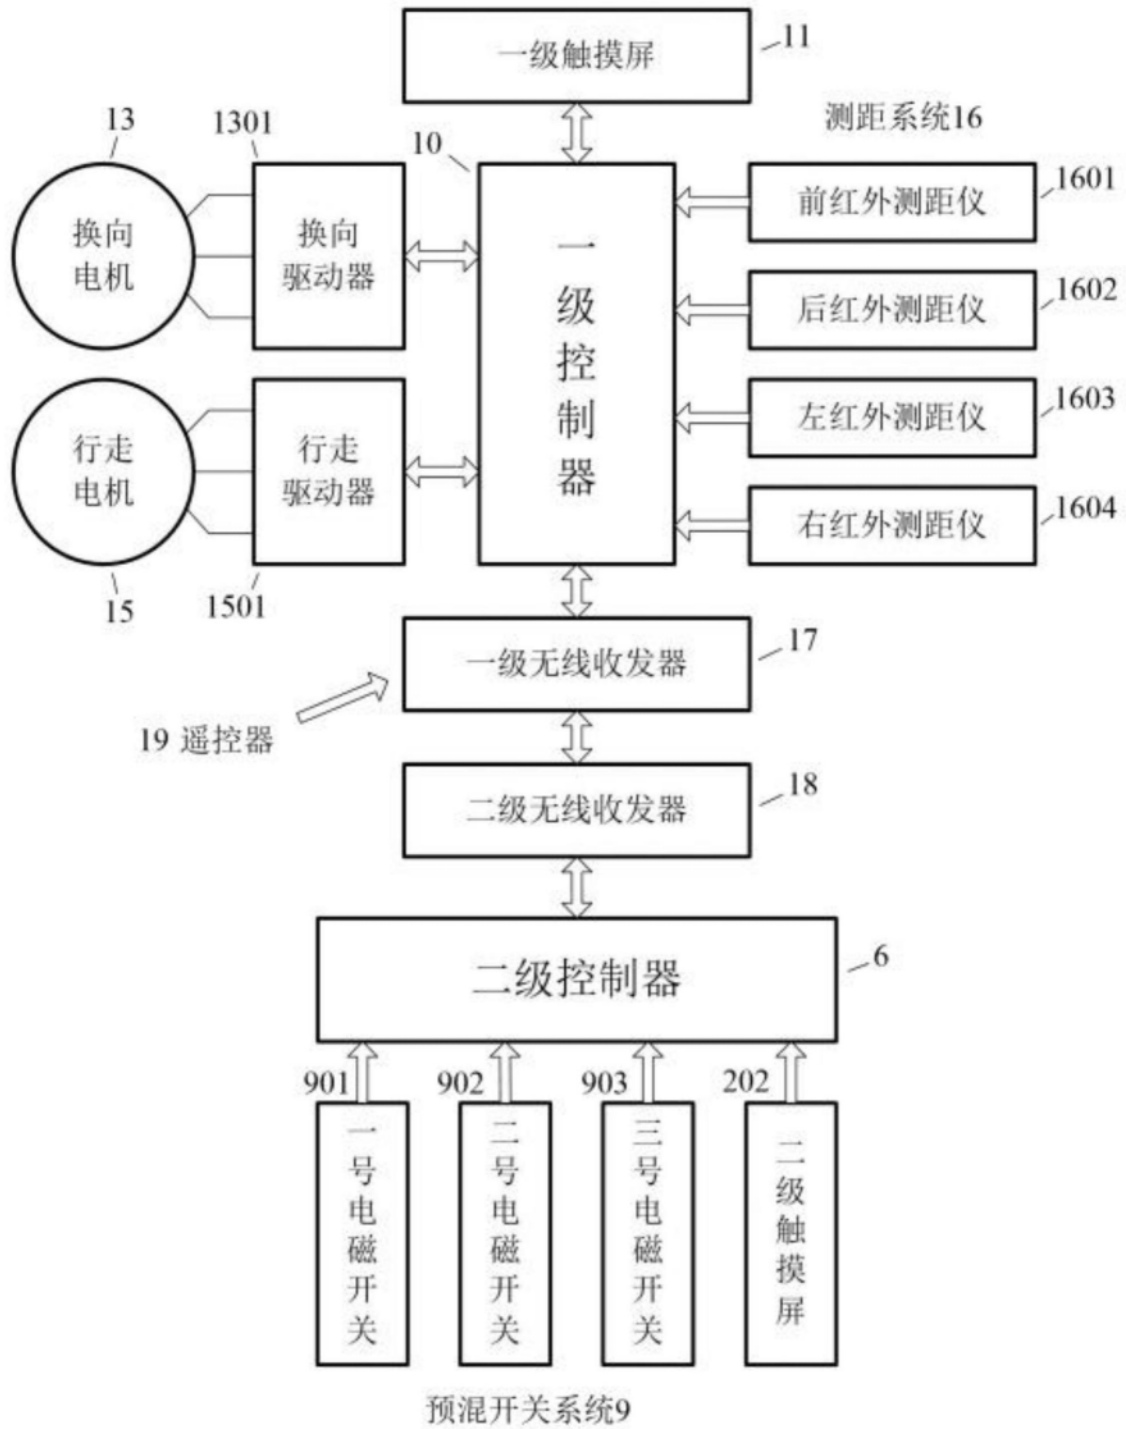 一级触摸屏
11
测距系统16
13
1301
10
换向
电机
换向
驱动器
一级控制器
前红外测距仪
1601
后红外测距仪
1602
左红外测距仪
1603
右红外测距仪
1604
行走
电机
行走
驱动器
15
1501
一级无线收发器
17
19 遥控器
二级无线收发器
18
二级控制器
6
901
902
903
202
一号电磁开关
二号电磁开关
三号电磁开关
二级触摸屏
预混开关系统9